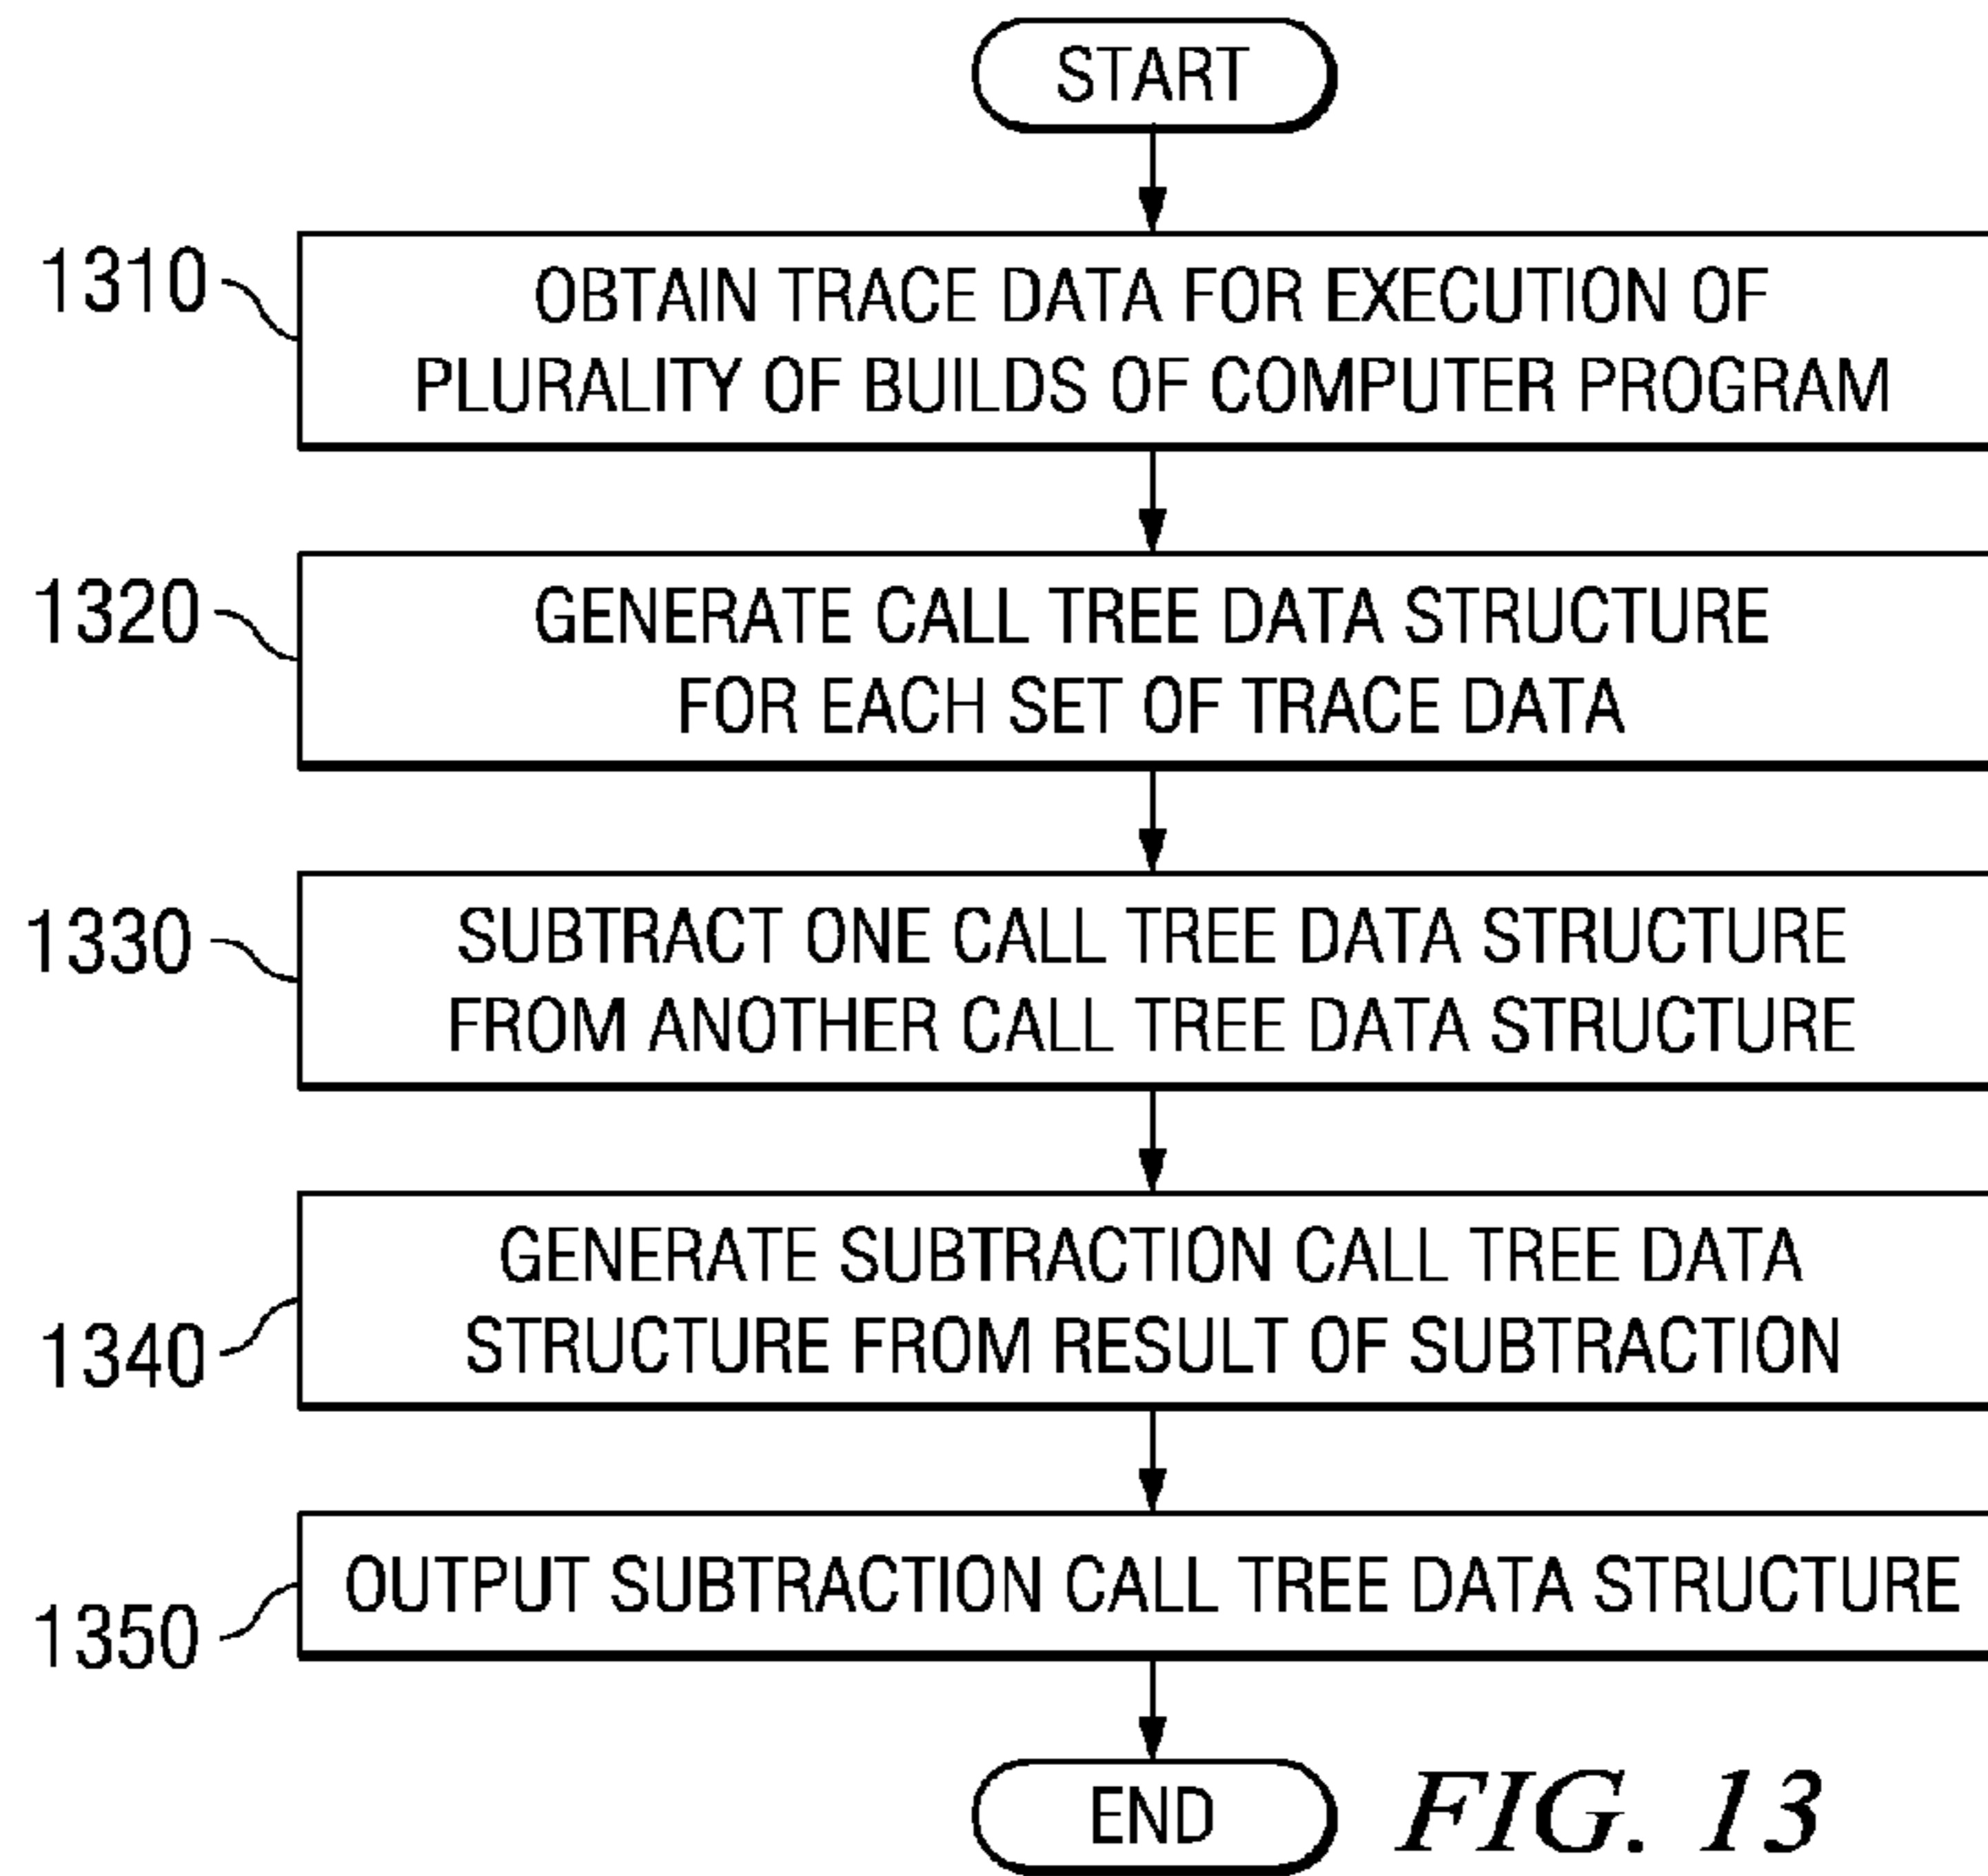 START
1310
OBTAIN TRACE DATA FOR EXECUTION OF
PLURALITY OF BUILDS OF COMPUTER PROGRAM
1320
GENERATE CALL TREE DATA STRUCTURE
FOR EACH SET OF TRACE DATA
1330
SUBTRACT ONE CALL TREE DATA STRUCTURE
FROM ANOTHER CALL TREE DATA STRUCTURE
1340
GENERATE SUBTRACTION CALL TREE DATA
STRUCTURE FROM RESULT OF SUBTRACTION
1350
OUTPUT SUBTRACTION CALL TREE DATA STRUCTURE
END
FIG. 13